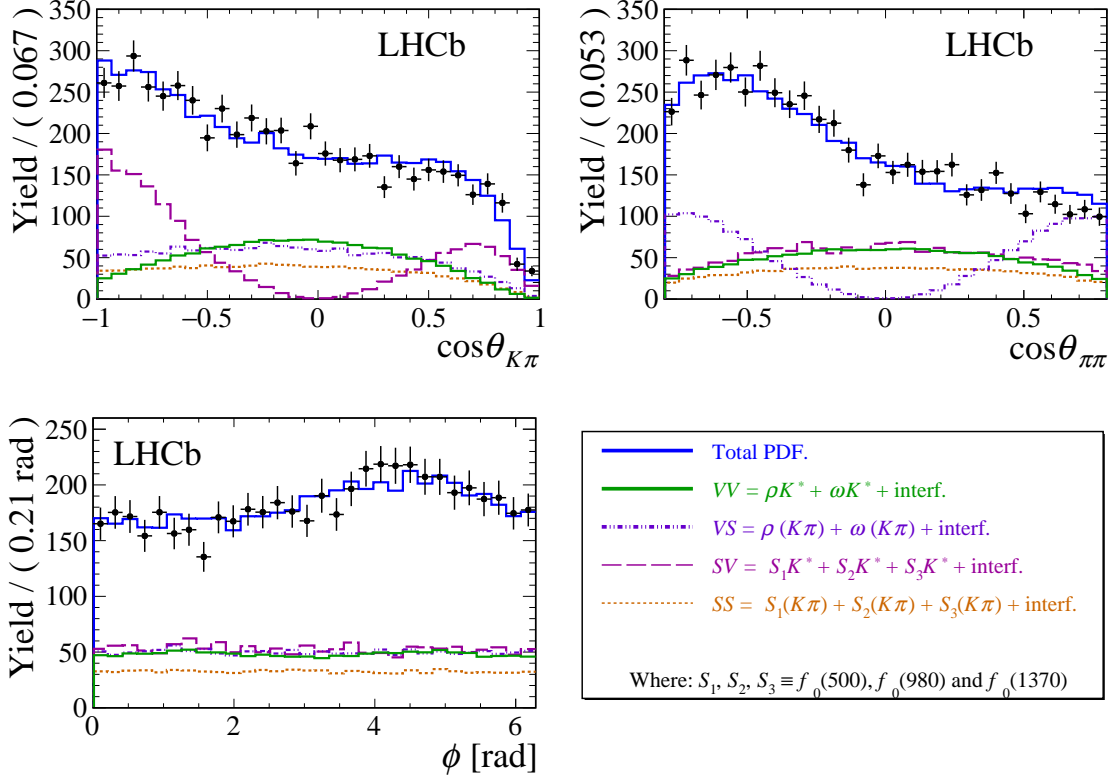 Yield / ( 0.067 )
350
300
250
200
150
100
50
0
LHCb
−1
−0.5
0
0.5
1
cosθ_{Kπ}
Yield / ( 0.053 )
350
300
250
200
150
100
50
0
LHCb
−0.5
0
0.5
cosθ_{ππ}
Yield / ( 0.21 rad )
250
200
150
100
50
0
LHCb
0
2
4
6
ϕ [rad]
Total PDF.
VV = ρK* + ωK* + interf.
VS = ρ (Kπ) + ω (Kπ) + interf.
SV = S₁K* + S₂K* + S₃K* + interf.
SS = S₁(Kπ) + S₂(Kπ) + S₃(Kπ) + interf.
Where: S₁, S₂, S₃ ≡ f₀(500), f₀(980) and f₀(1370)